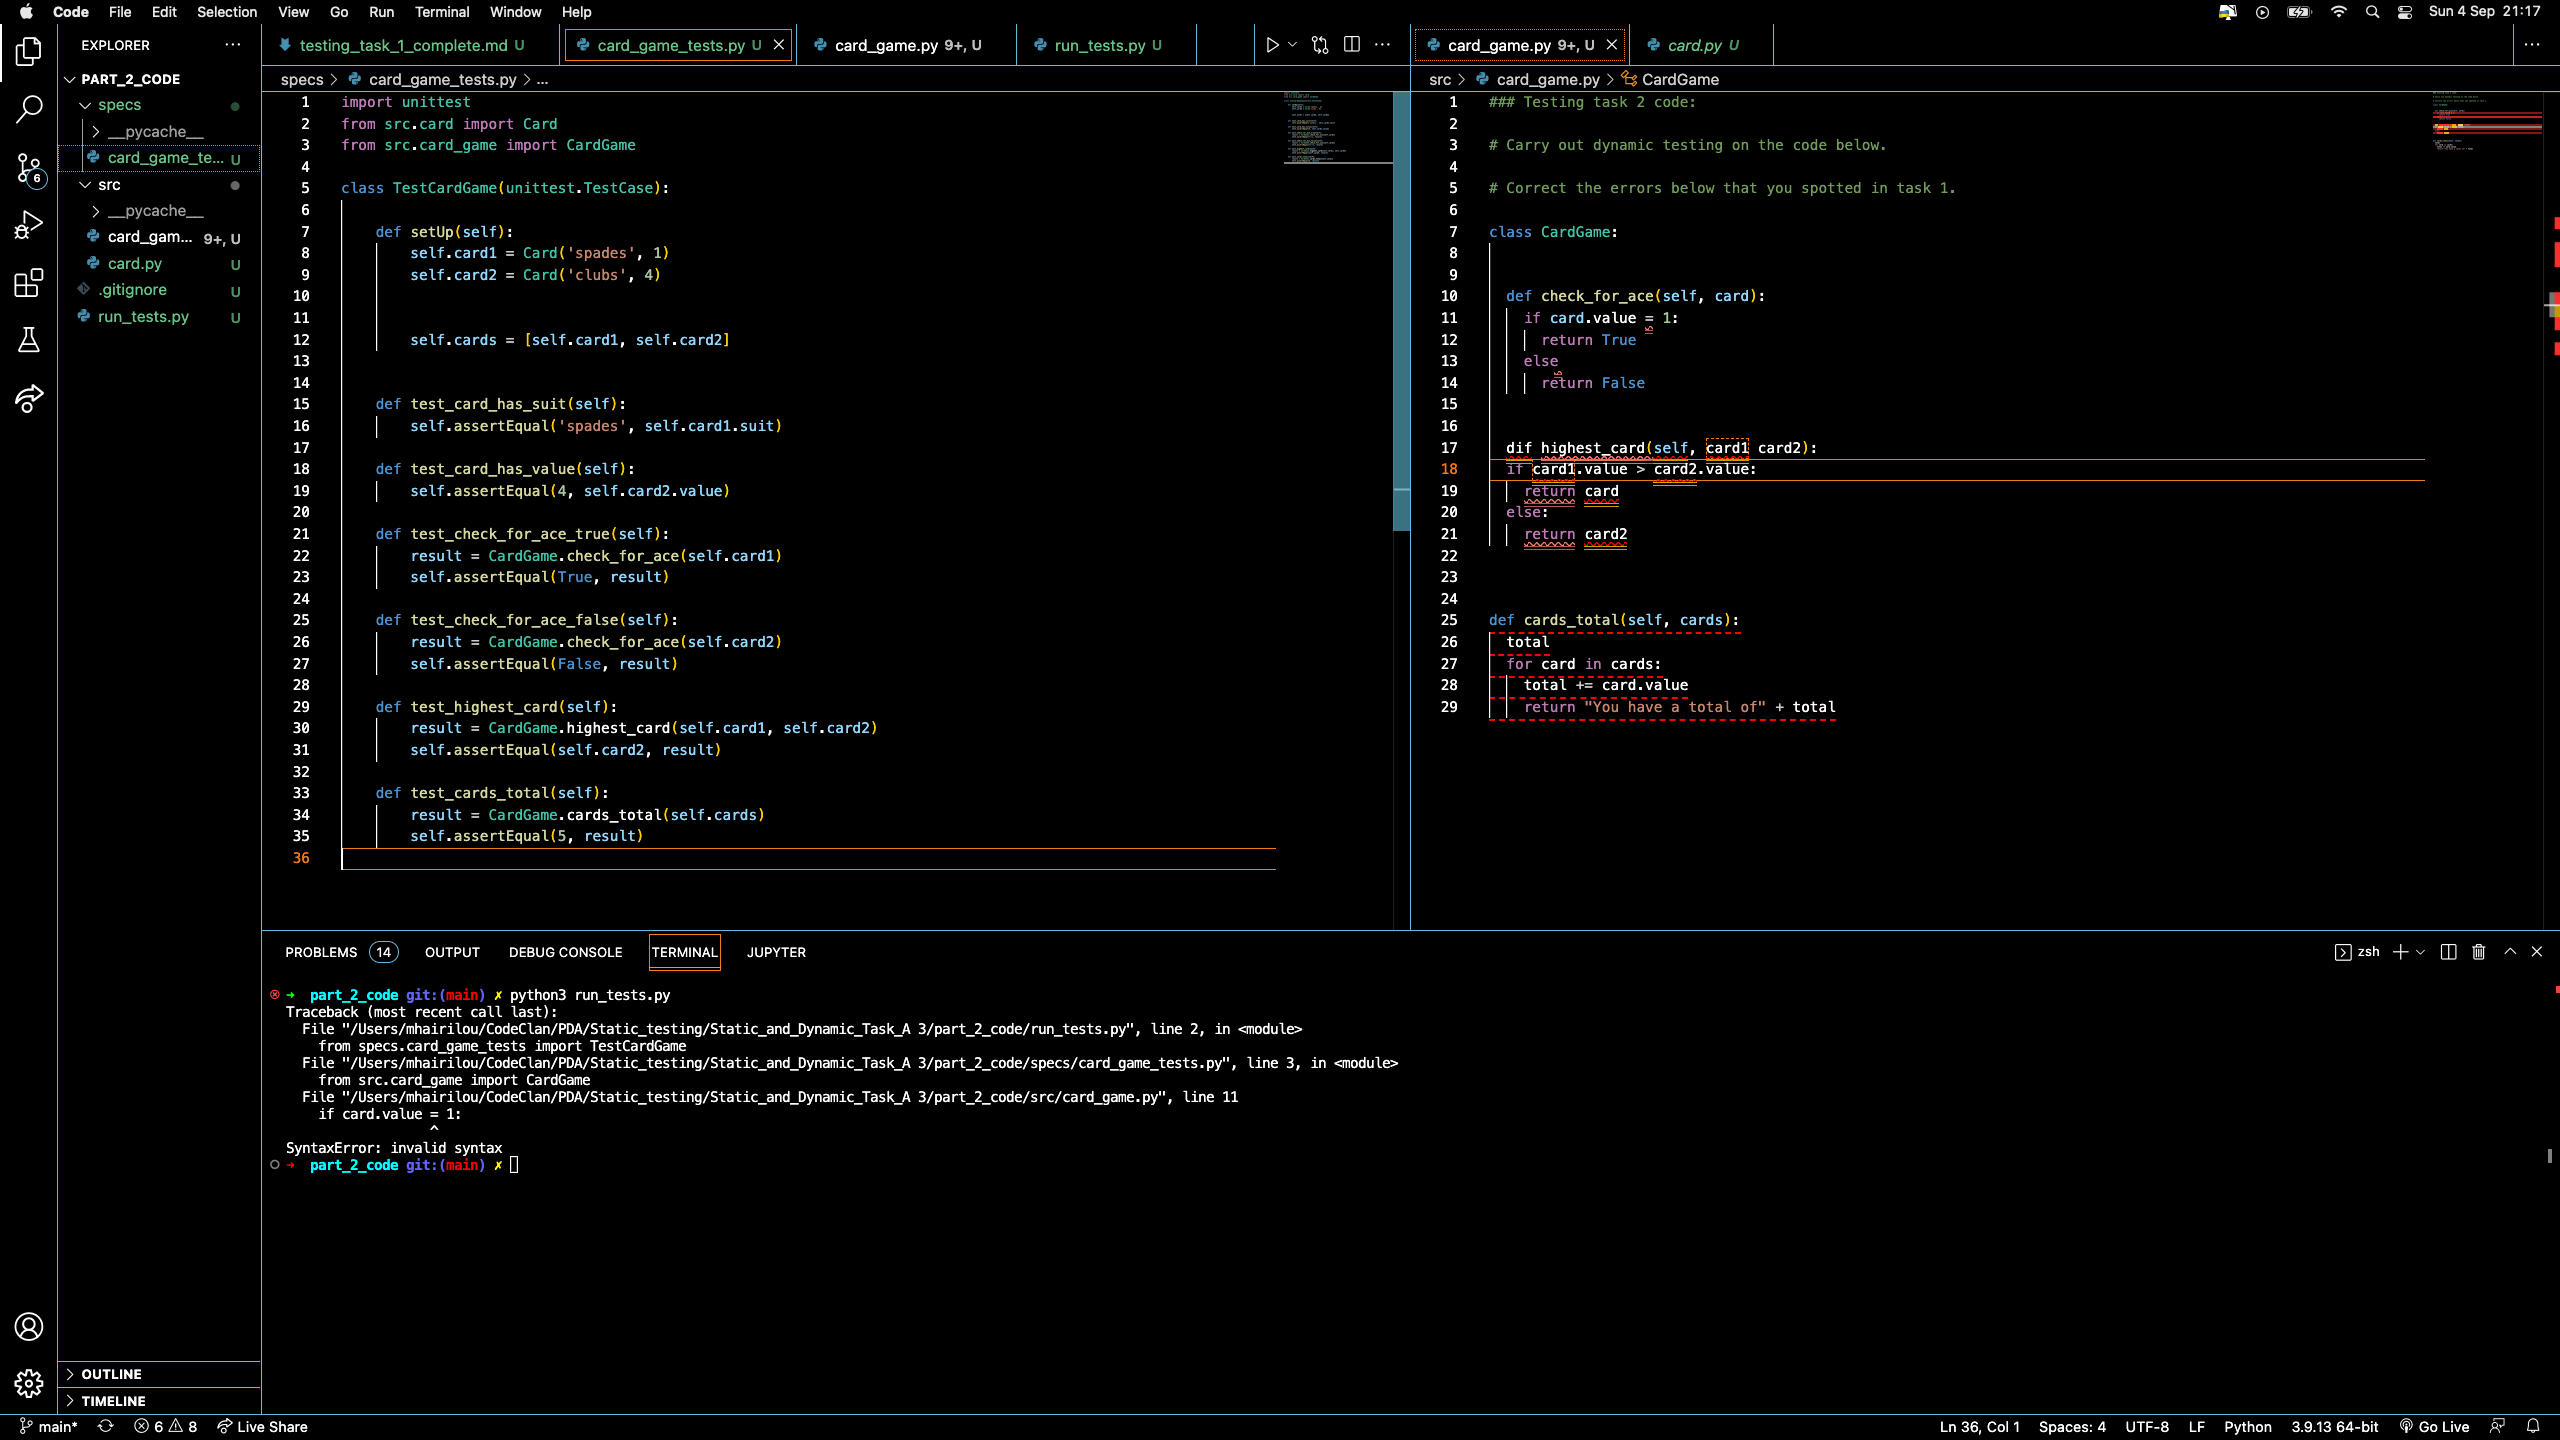 Code File Edit Selection View Go Run Terminal Window Help Sun 4 Sep 21:17
EXPLORER
PART_2_CODE
specs
__pycache__
card_game_te... U
src
__pycache__
card_gam... 9+, U
card.py U
.gitignore U
run_tests.py U
OUTLINE
TIMELINE
6
testing_task_1_complete.md U card_game_tests.py U card_game.py 9+, U run_tests.py U
specs > card_game_tests.py > ...
1 import unittest
2 from src.card import Card
3 from src.card_game import CardGame
4
5 class TestCardGame(unittest.TestCase):
6
7 def setUp(self):
8 self.card1 = Card('spades', 1)
9 self.card2 = Card('clubs', 4)
10
11
12 self.cards = [self.card1, self.card2]
13
14
15 def test_card_has_suit(self):
16 self.assertEqual('spades', self.card1.suit)
17
18 def test_card_has_value(self):
19 self.assertEqual(4, self.card2.value)
20
21 def test_check_for_ace_true(self):
22 result = CardGame.check_for_ace(self.card1)
23 self.assertEqual(True, result)
24
25 def test_check_for_ace_false(self):
26 result = CardGame.check_for_ace(self.card2)
27 self.assertEqual(False, result)
28
29 def test_highest_card(self):
30 result = CardGame.highest_card(self.card1, self.card2)
31 self.assertEqual(self.card2, result)
32
33 def test_cards_total(self):
34 result = CardGame.cards_total(self.cards)
35 self.assertEqual(5, result)
36
card_game.py 9+, U card.py U
src > card_game.py > CardGame
1 ### Testing task 2 code:
2
3 # Carry out dynamic testing on the code below.
4
5 # Correct the errors below that you spotted in task 1.
6
7 class CardGame:
8
9
10 def check_for_ace(self, card):
11 if card.value = 1:
12 return True
13 else
14 return False
15
16
17 dif highest_card(self, card1 card2):
18 if card1.value > card2.value:
19 return card
20 else:
21 return card2
22
23
24
25 def cards_total(self, cards):
26 total
27 for card in cards:
28 total += card.value
29 return "You have a total of" + total
PROBLEMS 14 OUTPUT DEBUG CONSOLE TERMINAL JUPYTER zsh
➜ part_2_code git:(main) ✗ python3 run_tests.py
Traceback (most recent call last):
File "/Users/mhairilou/CodeClan/PDA/Static_testing/Static_and_Dynamic_Task_A 3/part_2_code/run_tests.py", line 2, in <module>
from specs.card_game_tests import TestCardGame
File "/Users/mhairilou/CodeClan/PDA/Static_testing/Static_and_Dynamic_Task_A 3/part_2_code/specs/card_game_tests.py", line 3, in <module>
from src.card_game import CardGame
File "/Users/mhairilou/CodeClan/PDA/Static_testing/Static_and_Dynamic_Task_A 3/part_2_code/src/card_game.py", line 11
if card.value = 1:
^
SyntaxError: invalid syntax
➜ part_2_code git:(main) ✗
main* 6 8 Live Share Ln 36, Col 1 Spaces: 4 UTF-8 LF Python 3.9.13 64-bit Go Live